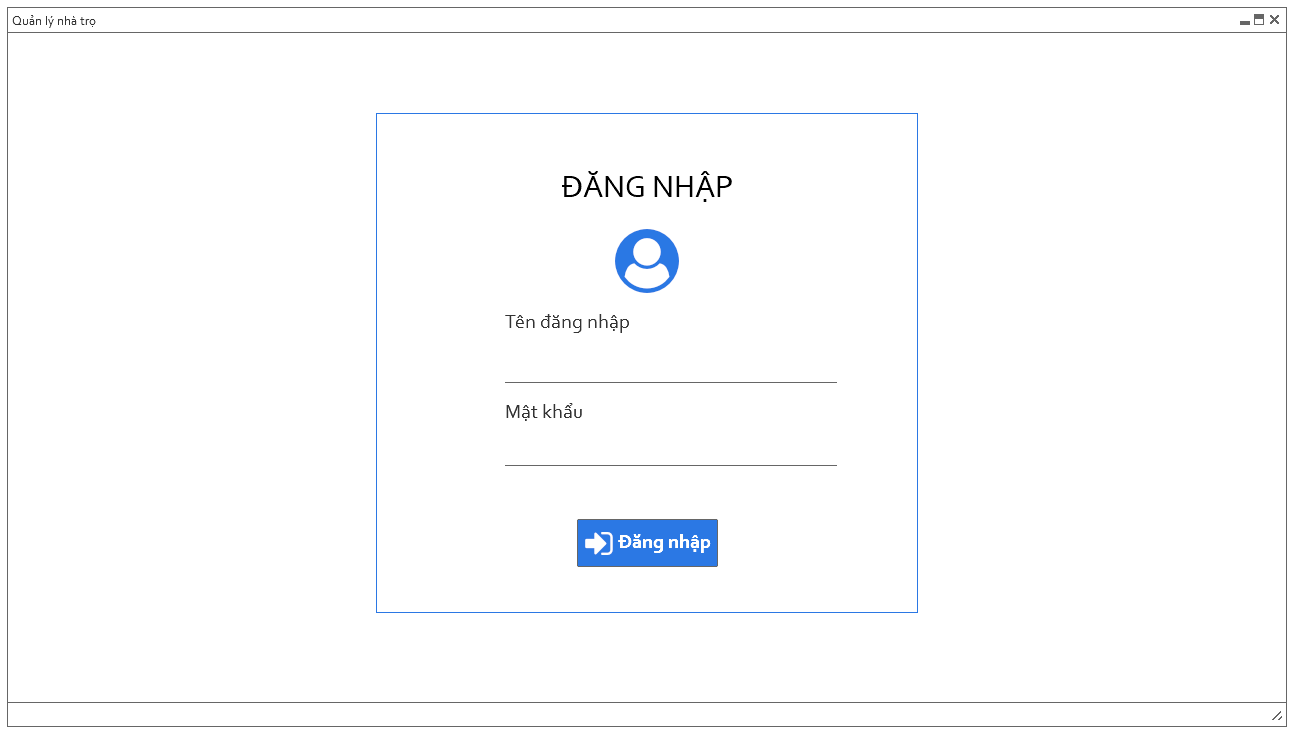 Quản lý nhà trọ
ĐĂNG NHẬP
Tên đăng nhập
Mật khẩu
Đăng nhập